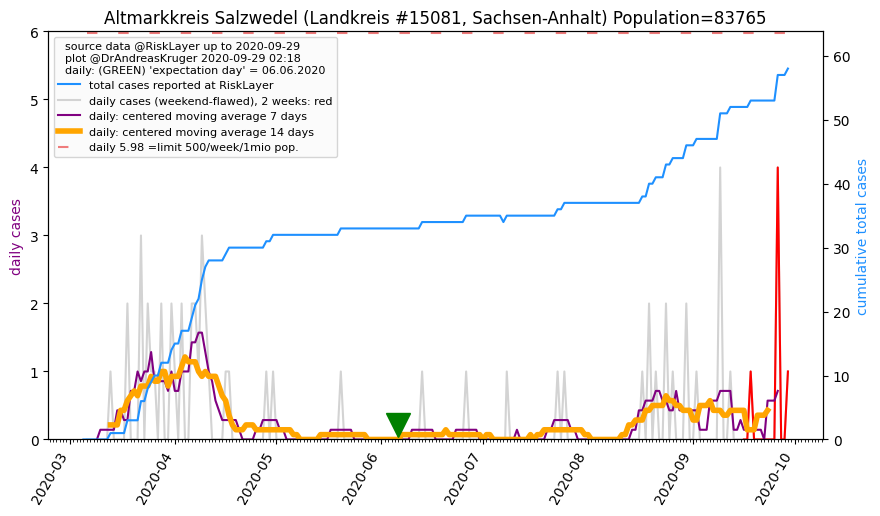 Altmarkkreis Salzwedel (Landkreis #15081, Sachsen-Anhalt) Population=83765
source data @RiskLayer up to 2020-09-29
plot @DrAndreasKruger 2020-09-29 02:18
daily: (GREEN) 'expectation day' = 06.06.2020
total cases reported at RiskLayer
daily cases (weekend-flawed), 2 weeks: red
daily: centered moving average 7 days
daily: centered moving average 14 days
daily 5.98 =limit 500/week/1mio pop.
daily cases
6
5
4
3
2
1
0
cumulative total cases
60
50
40
30
20
10
0
2020-03
2020-04
2020-05
2020-06
2020-07
2020-08
2020-09
2020-10